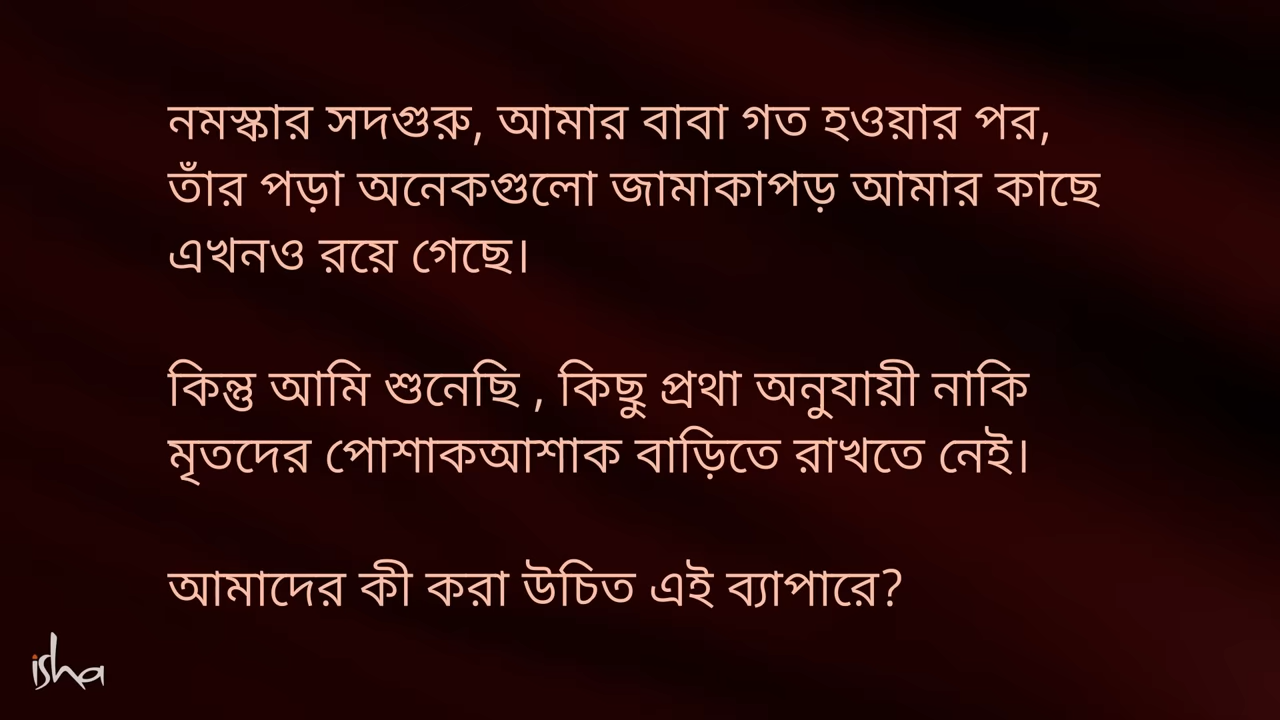 নমস্কার সদগুরু, আমার বাবা গত হওয়ার পর,
তাঁর পড়া অনেকগুলো জামাকাপড় আমার কাছে
এখনও রয়ে গেছে।
কিন্তু আমি শুনেছি , কিছু প্রথা অনুযায়ী নাকি
মৃতদের পোশাকআশাক বাড়িতে রাখতে নেই।
আমাদের কী করা উচিত এই ব্যাপারে?
isha